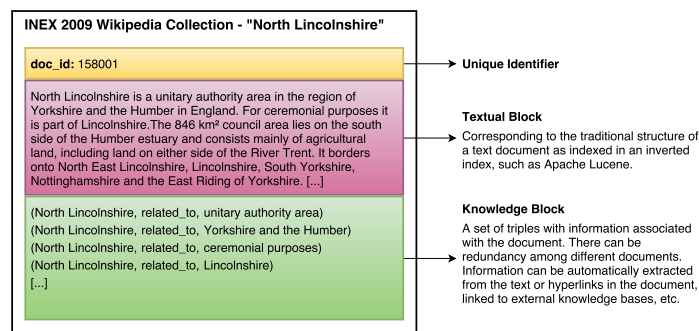 INEX 2009 Wikipedia Collection - "North Lincolnshire"
doc_id: 158001
Unique Identifier
North Lincolnshire is a unitary authority area in the region of
Yorkshire and the Humber in England. For ceremonial purposes it
is part of Lincolnshire.The 846 km² council area lies on the south
side of the Humber estuary and consists mainly of agricultural
land, including land on either side of the River Trent. It borders
onto North East Lincolnshire, Lincolnshire, South Yorkshire,
Nottinghamshire and the East Riding of Yorkshire. [...]
Textual Block
Corresponding to the traditional structure of
a text document as indexed in an inverted
index, such as Apache Lucene.
(North Lincolnshire, related_to, unitary authority area)
(North Lincolnshire, related_to, Yorkshire and the Humber)
(North Lincolnshire, related_to, ceremonial purposes)
(North Lincolnshire, related_to, Lincolnshire)
[...]
Knowledge Block
A set of triples with information associated
with the document. There can be
redundancy among different documents.
Information can be automatically extracted
from the text or hyperlinks in the document,
linked to external knowledge bases, etc.